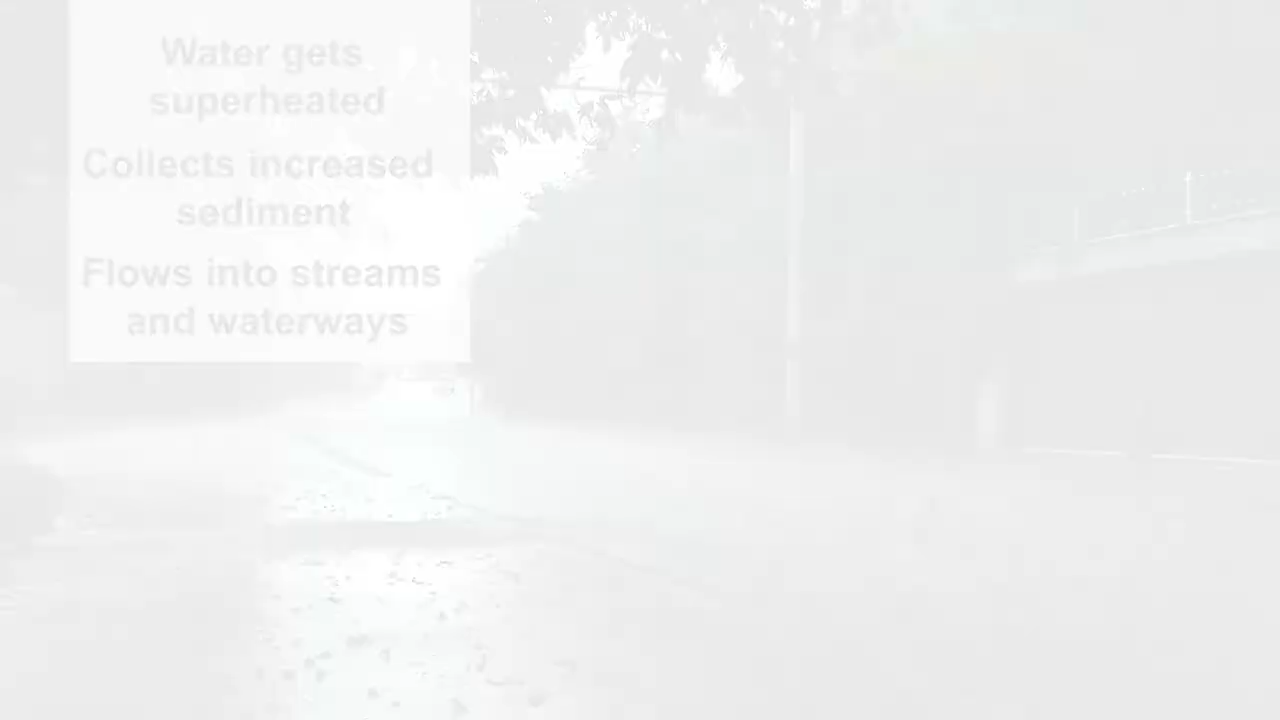 Water gets
superheated
Collects increased
sediment
Flows into streams
and waterways